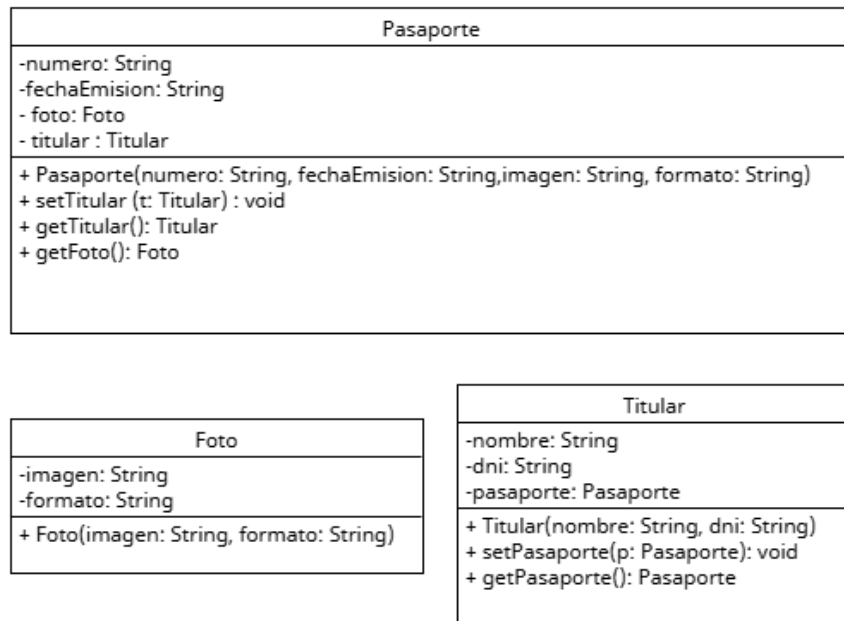 Pasaporte
-numero: String
-fechaEmision: String
- foto: Foto
- titular : Titular
+ Pasaporte(numero: String, fechaEmision: String,imagen: String, formato: String)
+ setTitular (t: Titular) : void
+ getTitular(): Titular
+ getFoto(): Foto
Foto
-imagen: String
-formato: String
+ Foto(imagen: String, formato: String)
Titular
-nombre: String
-dni: String
-pasaporte: Pasaporte
+ Titular(nombre: String, dni: String)
+ setPasaporte(p: Pasaporte): void
+ getPasaporte(): Pasaporte